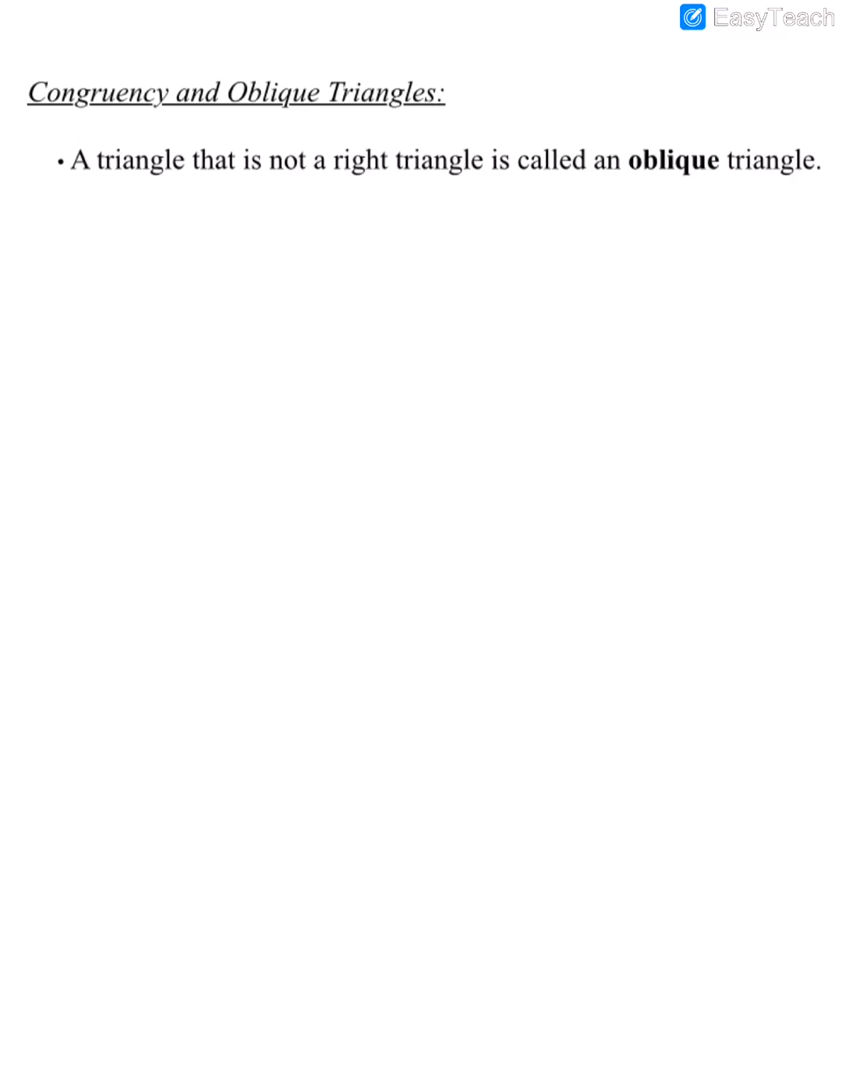 EasyTeach
Congruency and Oblique Triangles:
• A triangle that is not a right triangle is called an oblique triangle.